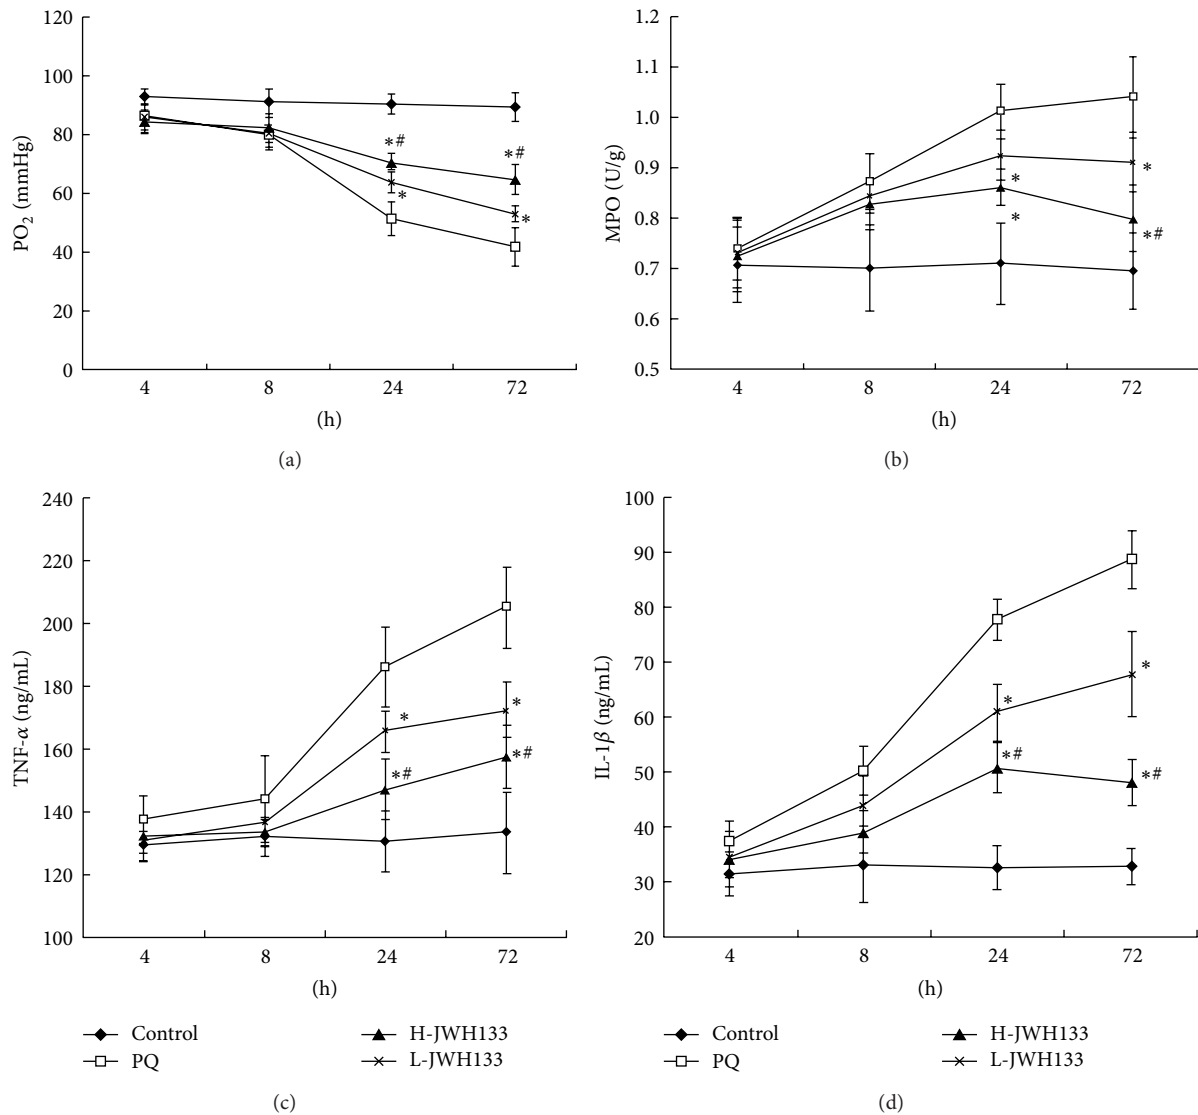 120
100
80
60
40
20
0
PO2 (mmHg)
*#
*#
*
*
4 8 24 72
(h)
(a)
1.2
1.1
1.0
0.9
0.8
0.7
0.6
0.5
MPO (U/g)
*
*
*
*#
4 8 24 72
(h)
(b)
240
220
200
180
160
140
120
100
TNF-α (ng/mL)
*
*
*#
*#
4 8 24 72
(h)
Control
H-JWH133
PQ
L-JWH133
(c)
100
90
80
70
60
50
40
30
20
IL-1β (ng/mL)
*
*
*#
*#
4 8 24 72
(h)
Control
H-JWH133
PQ
L-JWH133
(d)